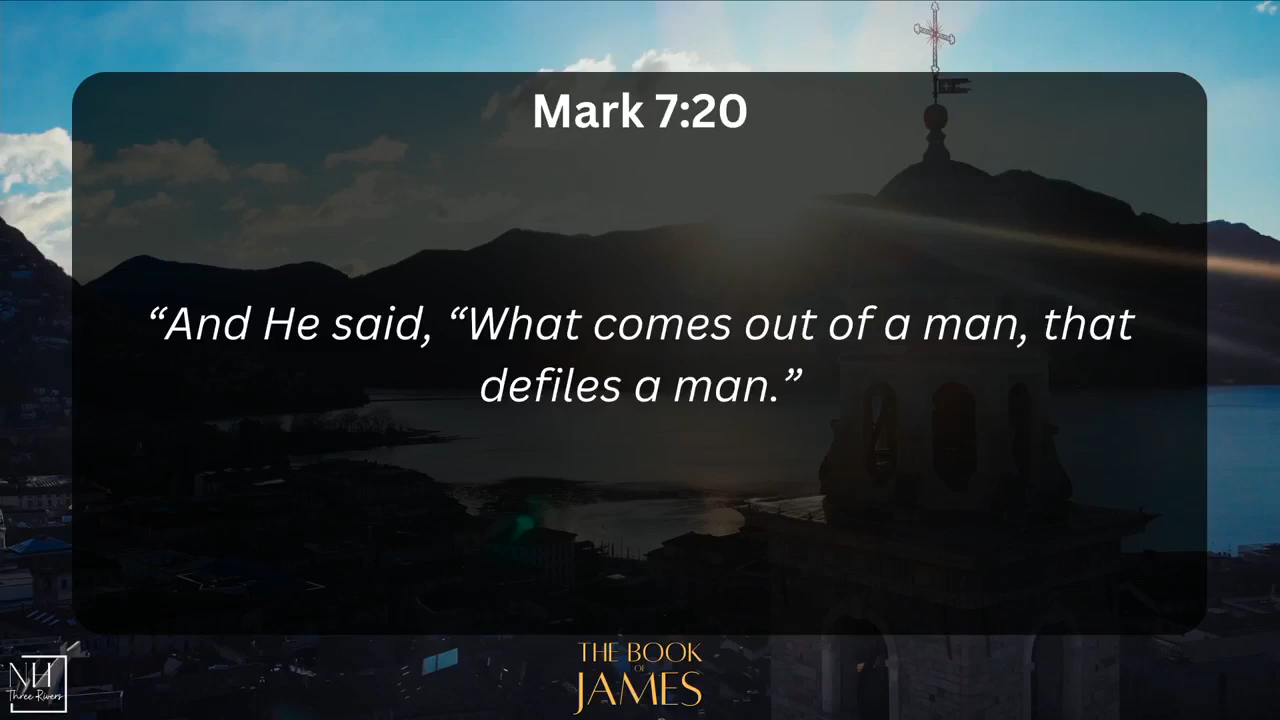 Mark 7:20
“And He said, “What comes out of a man, that
defiles a man.”
NH
Three Rivers
THE BOOK
OF
JAMES